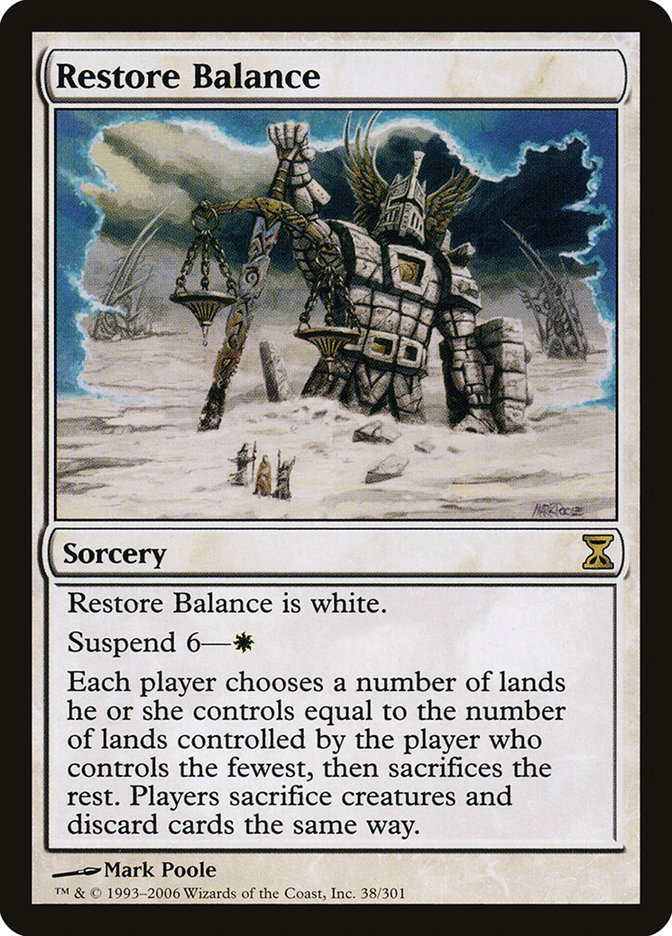 Restore Balance
MARK POOLE
Sorcery
Restore Balance is white.
Suspend 6—
Each player chooses a number of lands
he or she controls equal to the number
of lands controlled by the player who
controls the fewest, then sacrifices the
rest. Players sacrifice creatures and
discard cards the same way.
Mark Poole
™ & © 1993–2006 Wizards of the Coast, Inc. 38/301